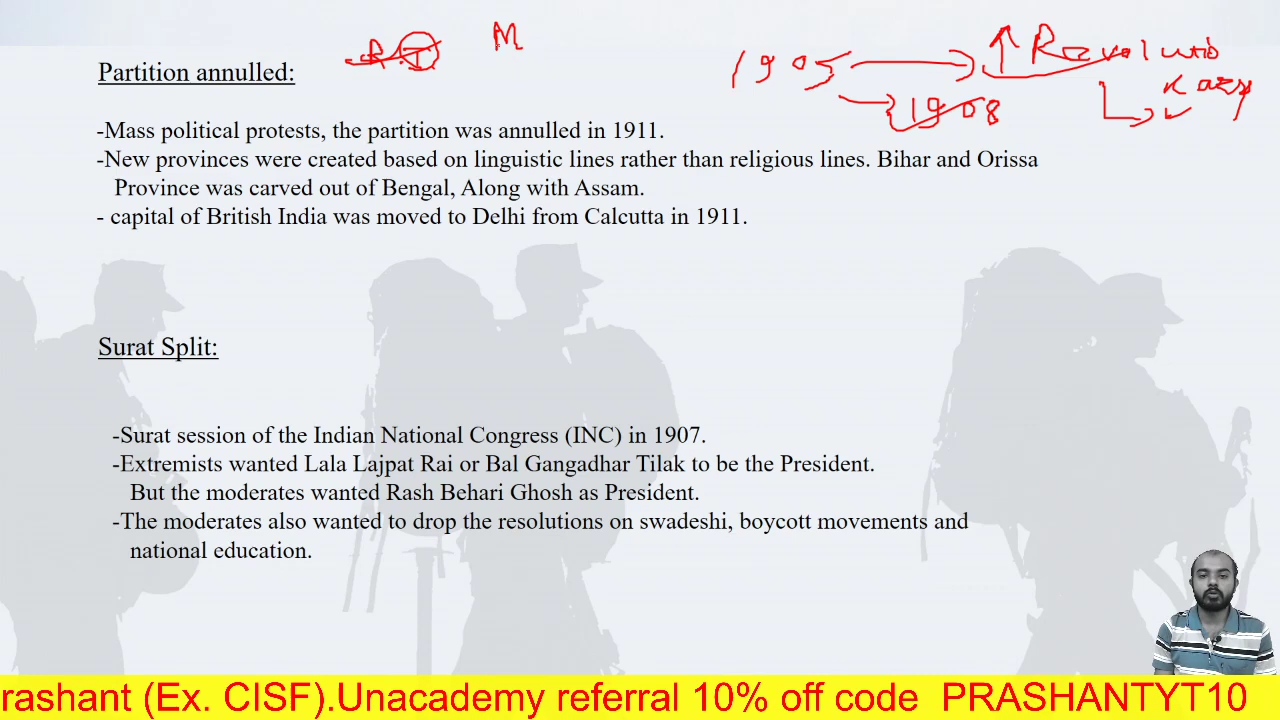 M
1905
Revolutio
1908
Partition annulled:
-Mass political protests, the partition was annulled in 1911.
-New provinces were created based on linguistic lines rather than religious lines. Bihar and Orissa
Province was carved out of Bengal, Along with Assam.
- capital of British India was moved to Delhi from Calcutta in 1911.
Surat Split:
-Surat session of the Indian National Congress (INC) in 1907.
-Extremists wanted Lala Lajpat Rai or Bal Gangadhar Tilak to be the President.
But the moderates wanted Rash Behari Ghosh as President.
-The moderates also wanted to drop the resolutions on swadeshi, boycott movements and
national education.
rashant (Ex. CISF).Unacademy referral 10% off code PRASHANTYT10